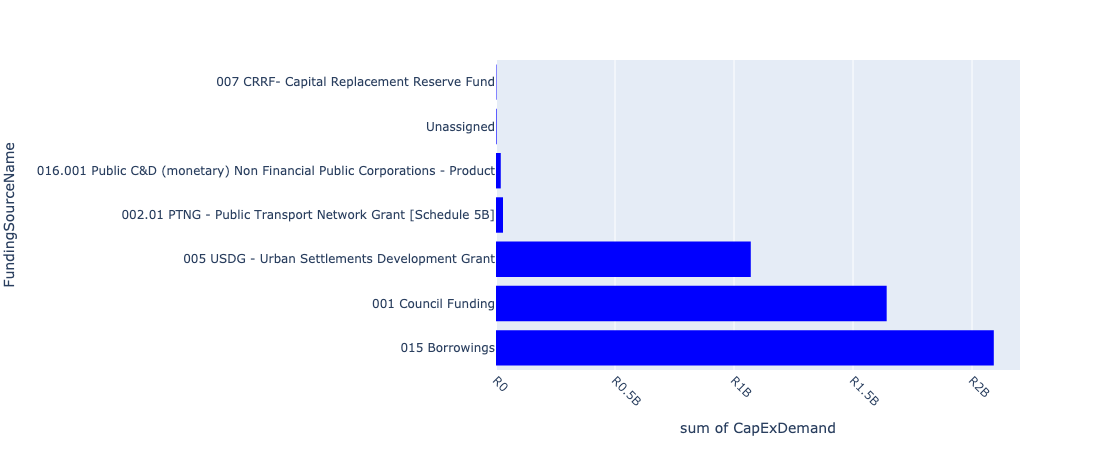 FundingSourceName
007 CRRF- Capital Replacement Reserve Fund
Unassigned
016.001 Public C&D (monetary) Non Financial Public Corporations - Product
002.01 PTNG - Public Transport Network Grant [Schedule 5B]
005 USDG - Urban Settlements Development Grant
001 Council Funding
015 Borrowings
R0
R0.5B
R1B
R1.5B
R2B
sum of CapExDemand